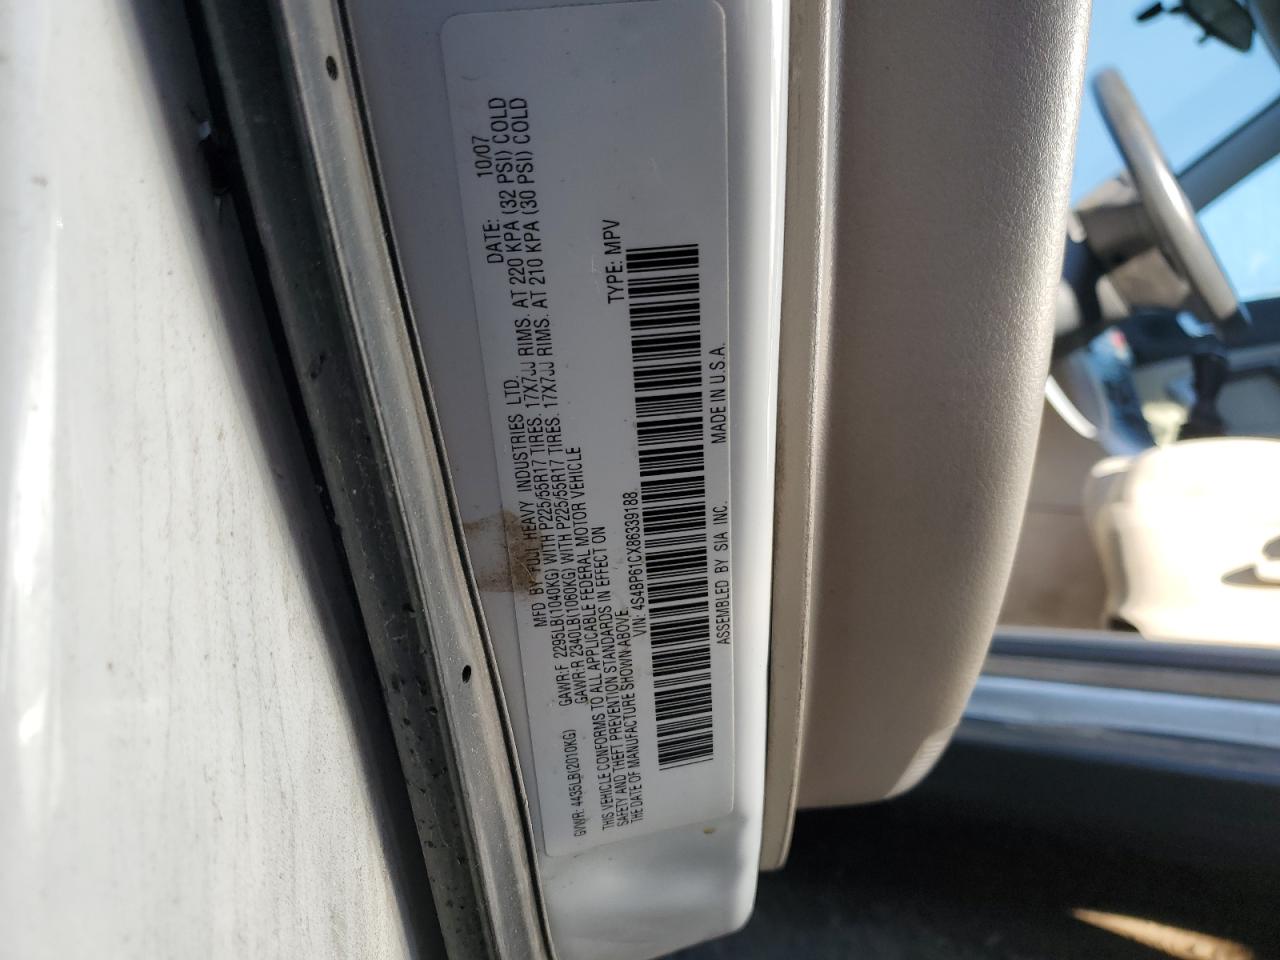 MFD BY FUJI HEAVY INDUSTRIES LTD. DATE: 10/07
GVWR: 4435LB(2010KG) GAWR:F 2295LB(1040KG) WITH P225/55R17 TIRES. 17X7JJ RIMS. AT 220 KPA (32 PSI) COLD
GAWR:R 2340LB(1060KG) WITH P225/55R17 TIRES. 17X7JJ RIMS. AT 210 KPA (30 PSI) COLD
THIS VEHICLE CONFORMS TO ALL APPLICABLE FEDERAL MOTOR VEHICLE
SAFETY AND THEFT PREVENTION STANDARDS IN EFFECT ON
THE DATE OF MANUFACTURE SHOWN ABOVE.
VIN: 4S4BP61CX86339188. TYPE: MPV
ASSEMBLED BY SIA INC. MADE IN U.S.A.